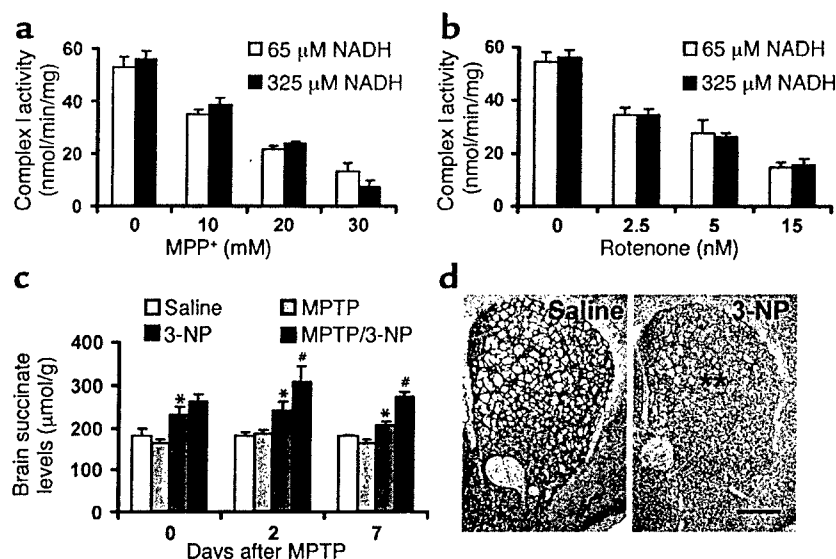 a
Complex I activity
(nmol/min/mg)
60
40
20
0
65 µM NADH
325 µM NADH
0 10 20 30
MPP+ (mM)
b
Complex I activity
(nmol/min/mg)
60
40
20
0
65 µM NADH
325 µM NADH
0 2.5 5 15
Rotenone (nM)
c
Saline MPTP
3-NP MPTP/3-NP
Brain succinate
levels (µmol/g)
400
300
200
100
0
*
* #
* #
0 2 7
Days after MPTP
d
Saline 3-NP
**